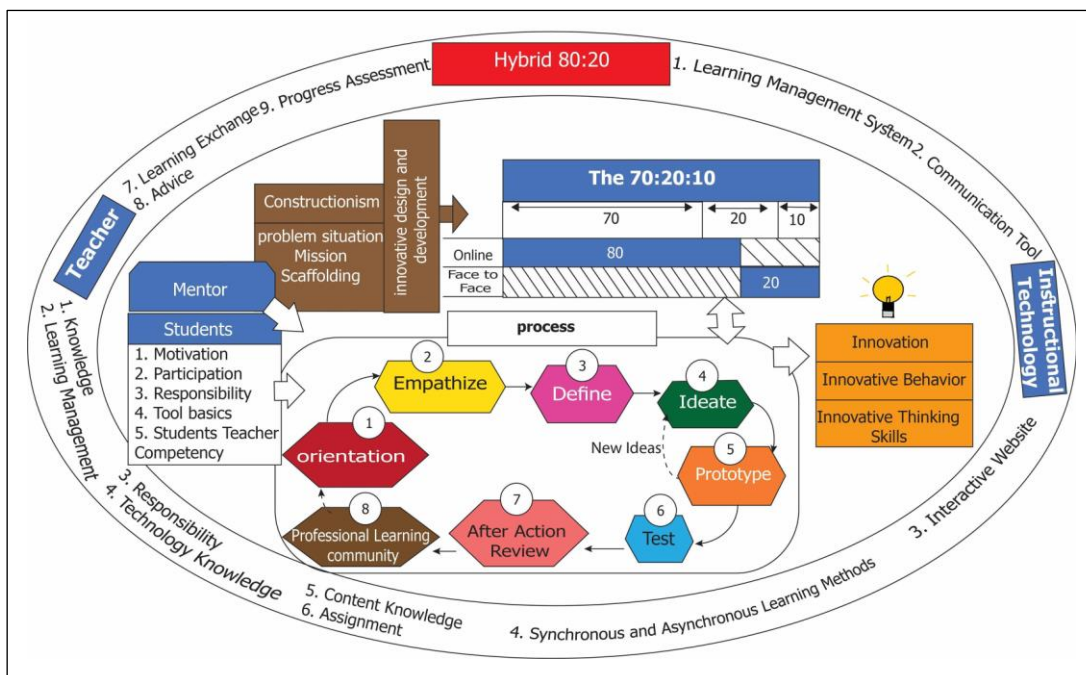 Hybrid 80:20
1. Learning Management System
2. Communication Tool
Instructional
Technology
3. Interactive Website
4. Synchronous and Asynchronous Learning Methods
Teacher
1. Knowledge
2. Learning Management
3. Responsibility
4. Technology Knowledge
5. Content Knowledge
6. Assignment
7. Learning Exchange
8. Advice
9. Progress Assessment
Constructionism
problem situation
Mission
Scaffolding
innovative design and
development
The 70:20:10
70
20
10
Online
80
Face to
Face
20
Mentor
Students
1. Motivation
2. Participation
3. Responsibility
4. Tool basics
5. Students Teacher
Competency
process
1
orientation
2
Empathize
3
Define
4
Ideate
New Ideas
5
Prototype
6
Test
7
After Action
Review
8
Professional Learning
community
Innovation
Innovative Behavior
Innovative Thinking
Skills